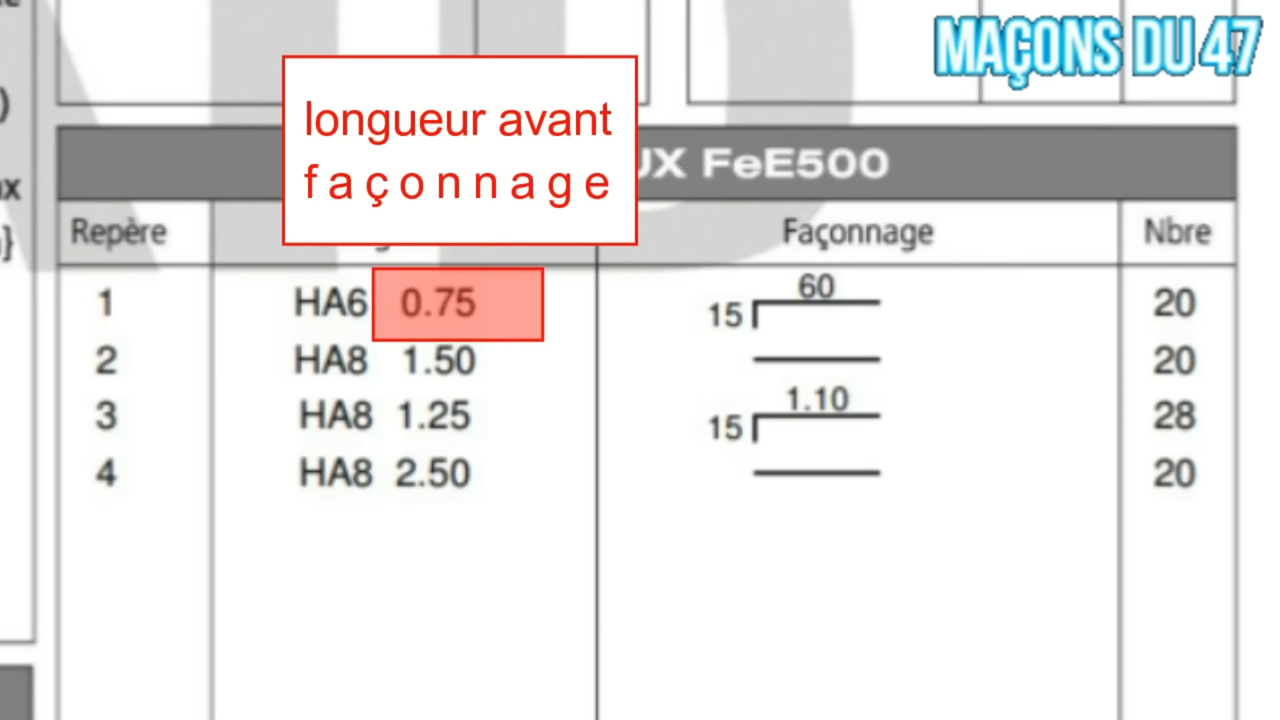 MAÇONS DU 47
longueur avant
façonnage
UX FeE500
Repère Façonnage Nbre
60
1 HA6 0.75 15 20
2 HA8 1.50 20
1.10
3 HA8 1.25 15 28
4 HA8 2.50 20